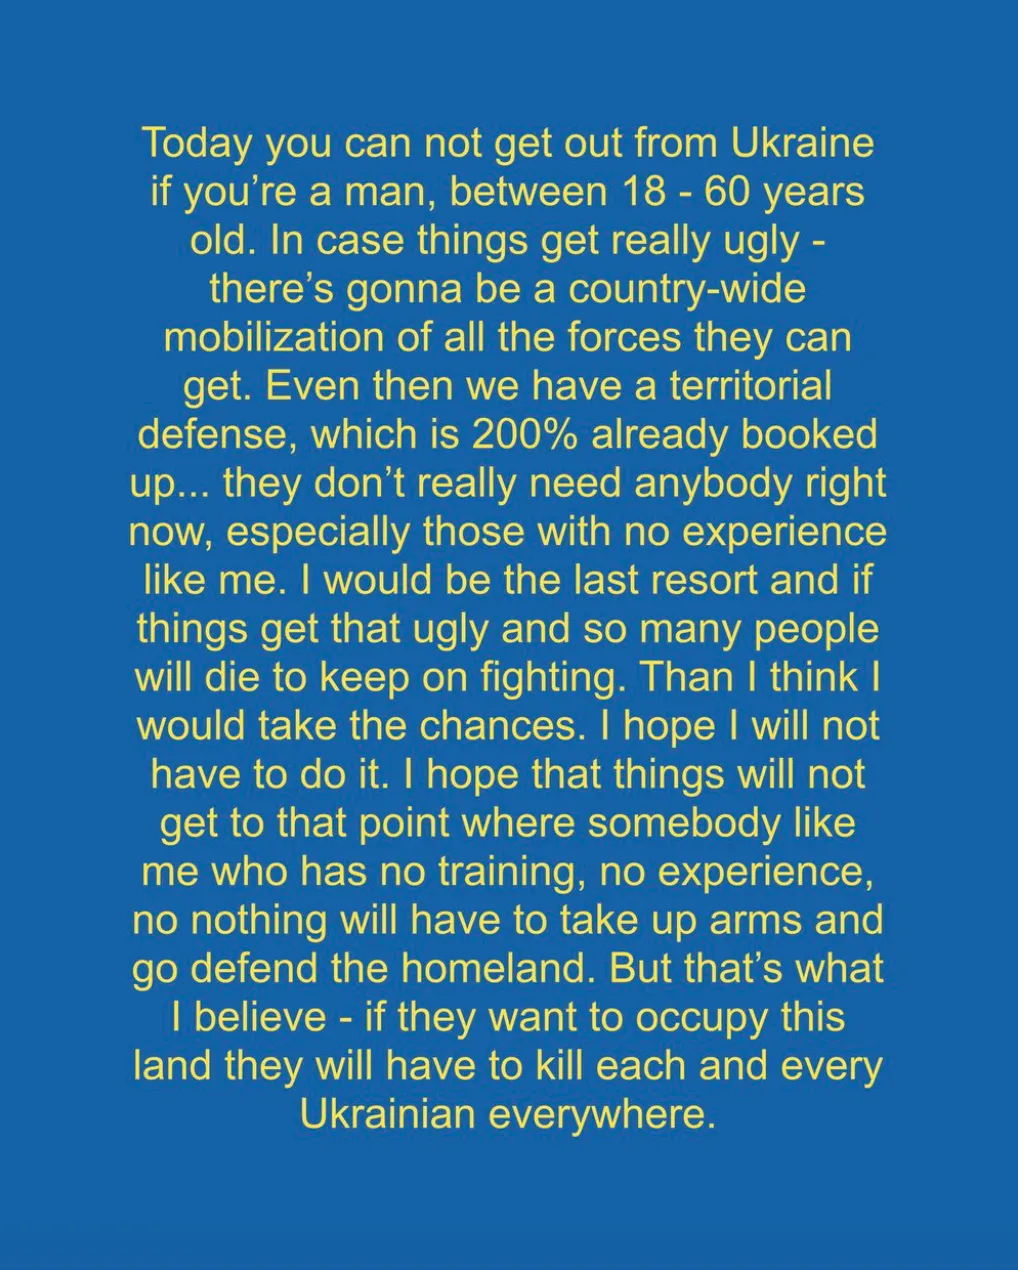 Today you can not get out from Ukraine
if you’re a man, between 18 - 60 years
old. In case things get really ugly -
there’s gonna be a country-wide
mobilization of all the forces they can
get. Even then we have a territorial
defense, which is 200% already booked
up... they don’t really need anybody right
now, especially those with no experience
like me. I would be the last resort and if
things get that ugly and so many people
will die to keep on fighting. Than I think I
would take the chances. I hope I will not
have to do it. I hope that things will not
get to that point where somebody like
me who has no training, no experience,
no nothing will have to take up arms and
go defend the homeland. But that’s what
I believe - if they want to occupy this
land they will have to kill each and every
Ukrainian everywhere.